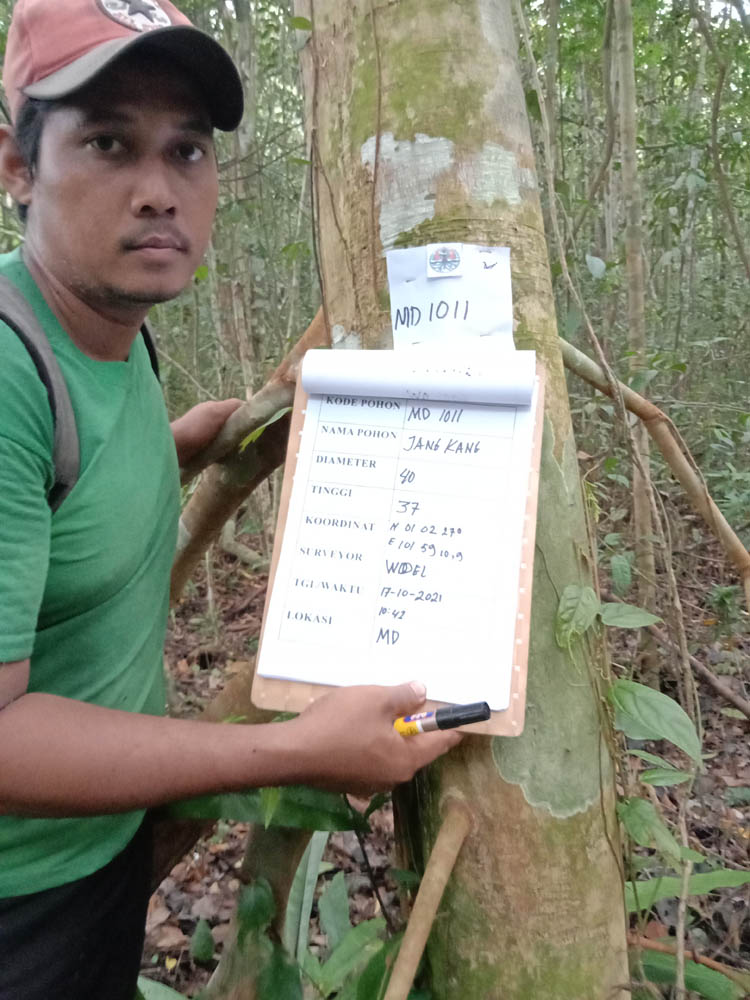 MD 1011
KODE POHON MD 1011
NAMA POHON JANG KANG
DIAMETER 40
TINGGI 37
KOORDINAT N 01 02 27.0
E 101 59 10.9
SURVEYOR WDEL
TGL/WAKTU 17-10-2021
10:42
LOKASI MD